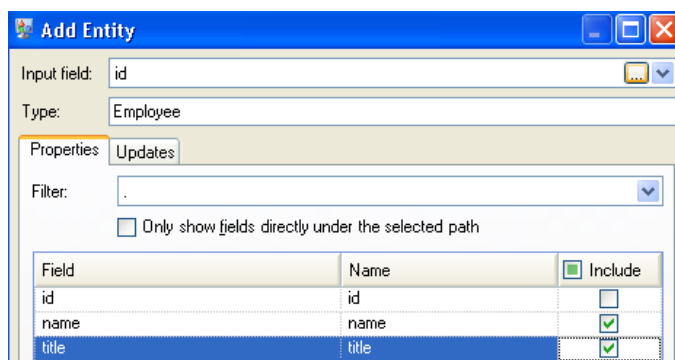 Add Entity
Input field: id ...
Type: Employee
Properties Updates
Filter: .
Only show fields directly under the selected path
Field Name Include
id id
name name
title title